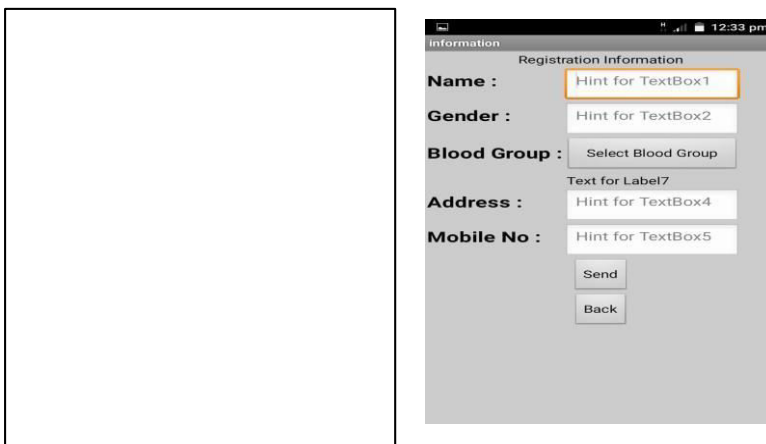 12:33 pm
information
Registration Information
Name : Hint for TextBox1
Gender : Hint for TextBox2
Blood Group : Select Blood Group
Text for Label7
Address : Hint for TextBox4
Mobile No : Hint for TextBox5
Send
Back